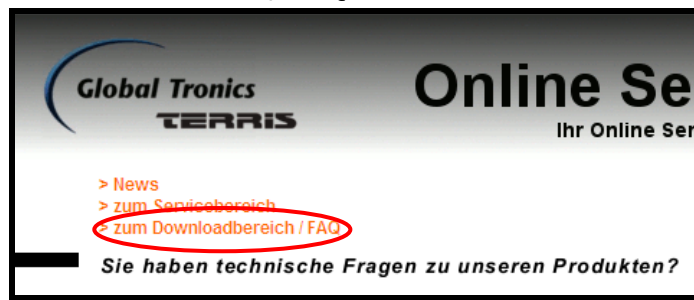 Global Tronics
TERRIS
Online Se
Ihr Online Ser
> News
> zum Servicebereich
> zum Downloadbereich / FAQ
Sie haben technische Fragen zu unseren Produkten?